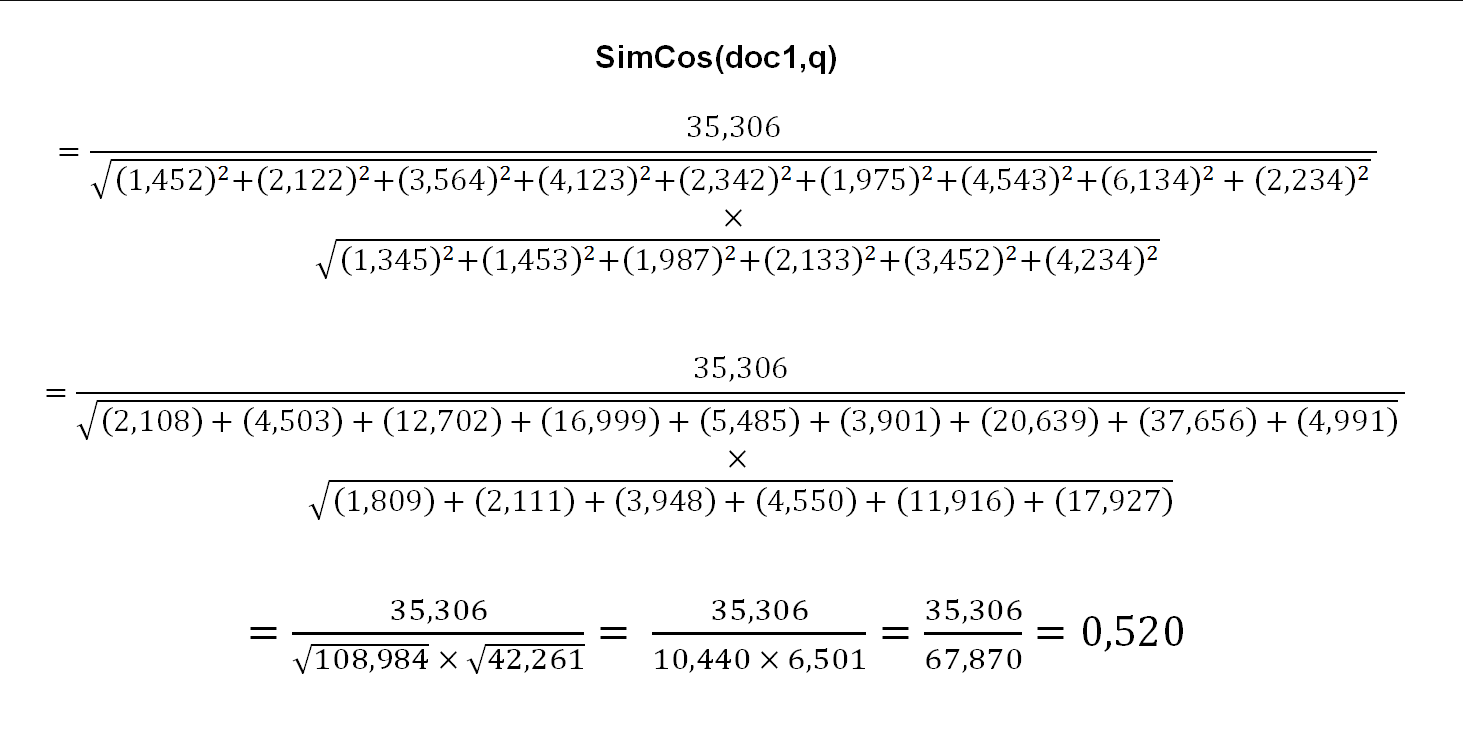 SimCos(doc1,q)
35,306
=
√(1,452)²+(2,122)²+(3,564)²+(4,123)²+(2,342)²+(1,975)²+(4,543)²+(6,134)² + (2,234)²
×
√(1,345)²+(1,453)²+(1,987)²+(2,133)²+(3,452)²+(4,234)²
35,306
=
√(2,108) + (4,503) + (12,702) + (16,999) + (5,485) + (3,901) + (20,639) + (37,656) + (4,991)
×
√(1,809) + (2,111) + (3,948) + (4,550) + (11,916) + (17,927)
35,306 35,306 35,306
= = = = 0,520
√108,984 × √42,261 10,440 × 6,501 67,870